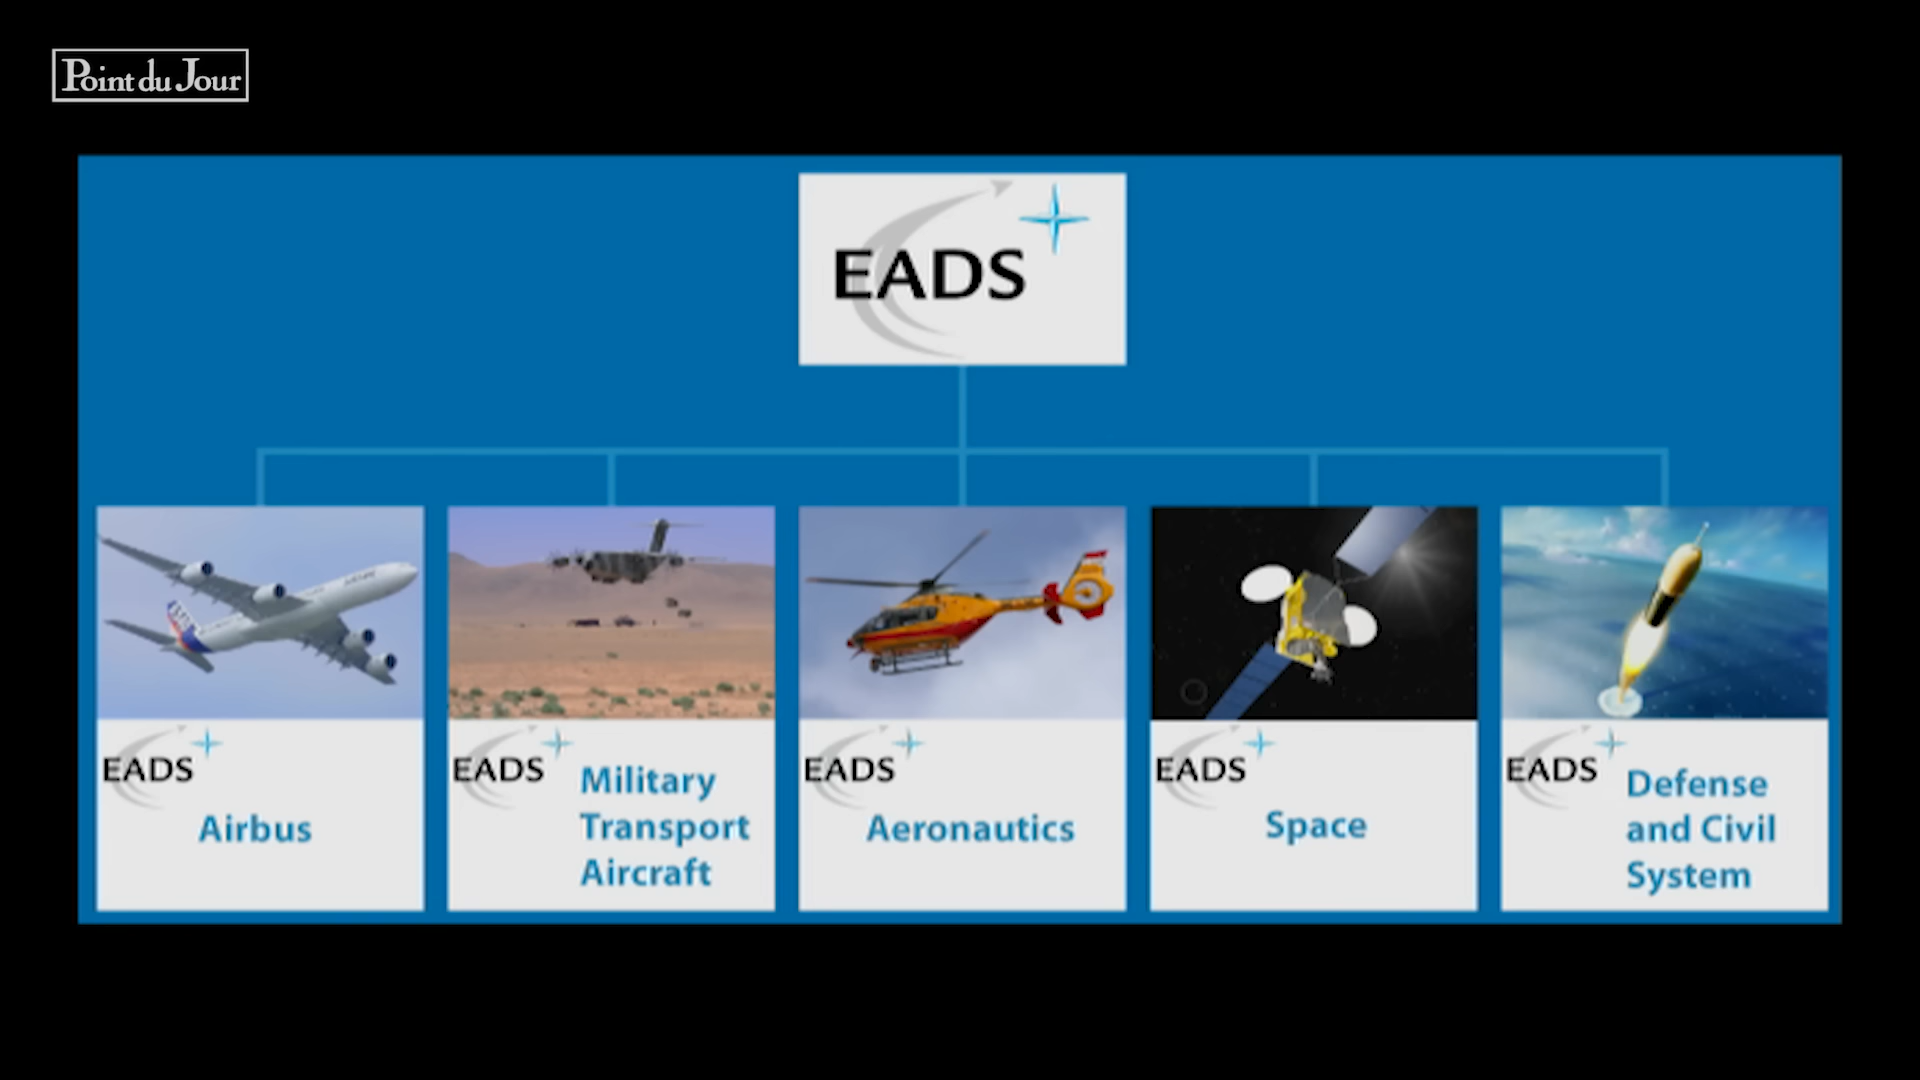 Point du Jour
EADS
EADS
Airbus
EADS
Military
Transport
Aircraft
EADS
Aeronautics
EADS
Space
EADS
Defense
and Civil
System